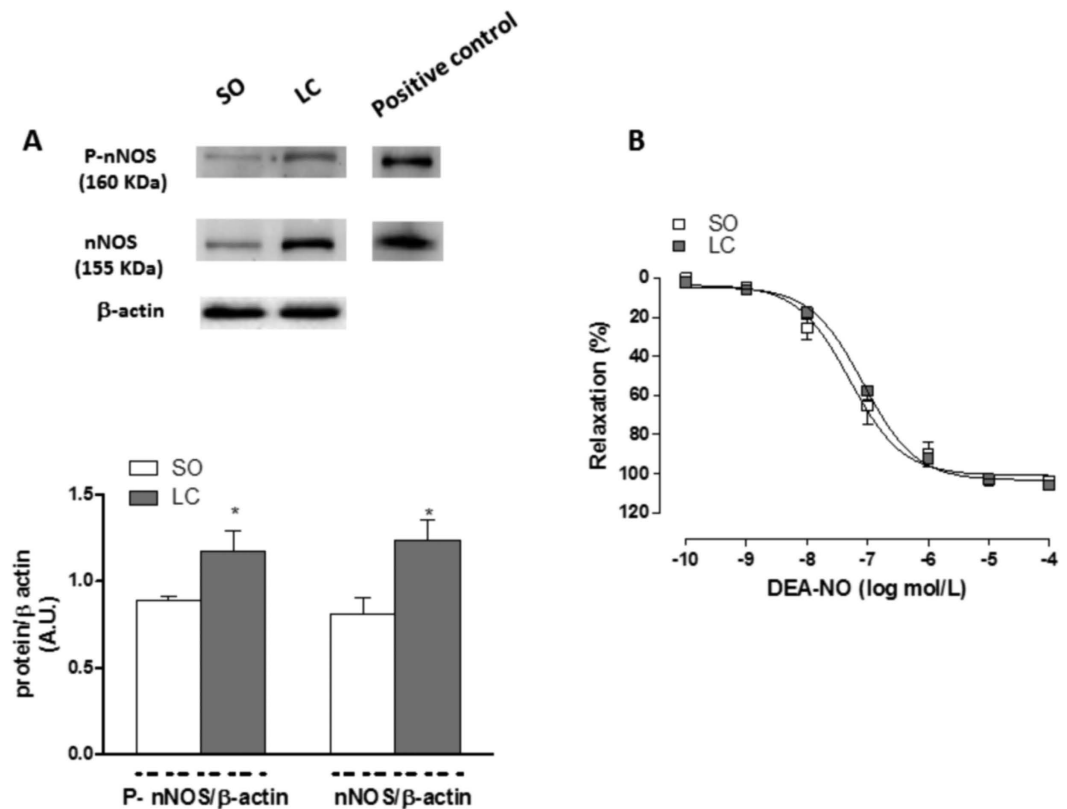 SO LC Positive control
A
P-nNOS
(160 KDa)
nNOS
(155 KDa)
β-actin
SO
LC
1.5
1.0
0.5
0.0
protein/β actin
(A.U.)
P- nNOS/β-actin nNOS/β-actin
* *
B
SO
LC
0
20
40
60
80
100
120
Relaxation (%)
-10 -9 -8 -7 -6 -5 -4
DEA-NO (log mol/L)